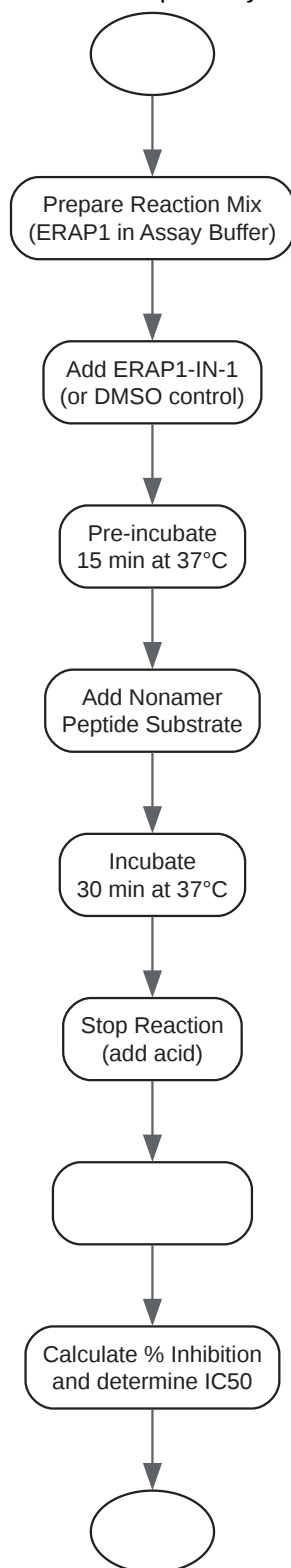 Prepare Reaction Mix
(ERAP1 in Assay Buffer)
Add ERAP1-IN-1
(or DMSO control)
Pre-incubate
15 min at 37°C
Add Nonamer
Peptide Substrate
Incubate
30 min at 37°C
Stop Reaction
(add acid)
Calculate % Inhibition
and determine IC50